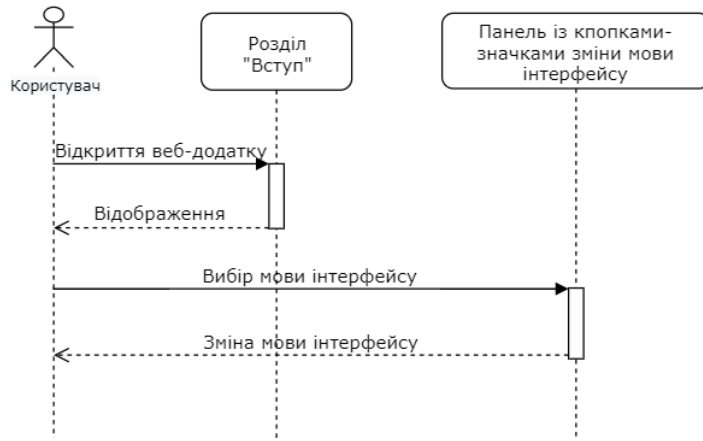 Користувач
Розділ
"Вступ"
Панель із кпопками-
значками зміни мови
інтерфейсу
Відкриття веб-додатку
Відображення
Вибір мови інтерфейсу
Зміна мови інтерфейсу